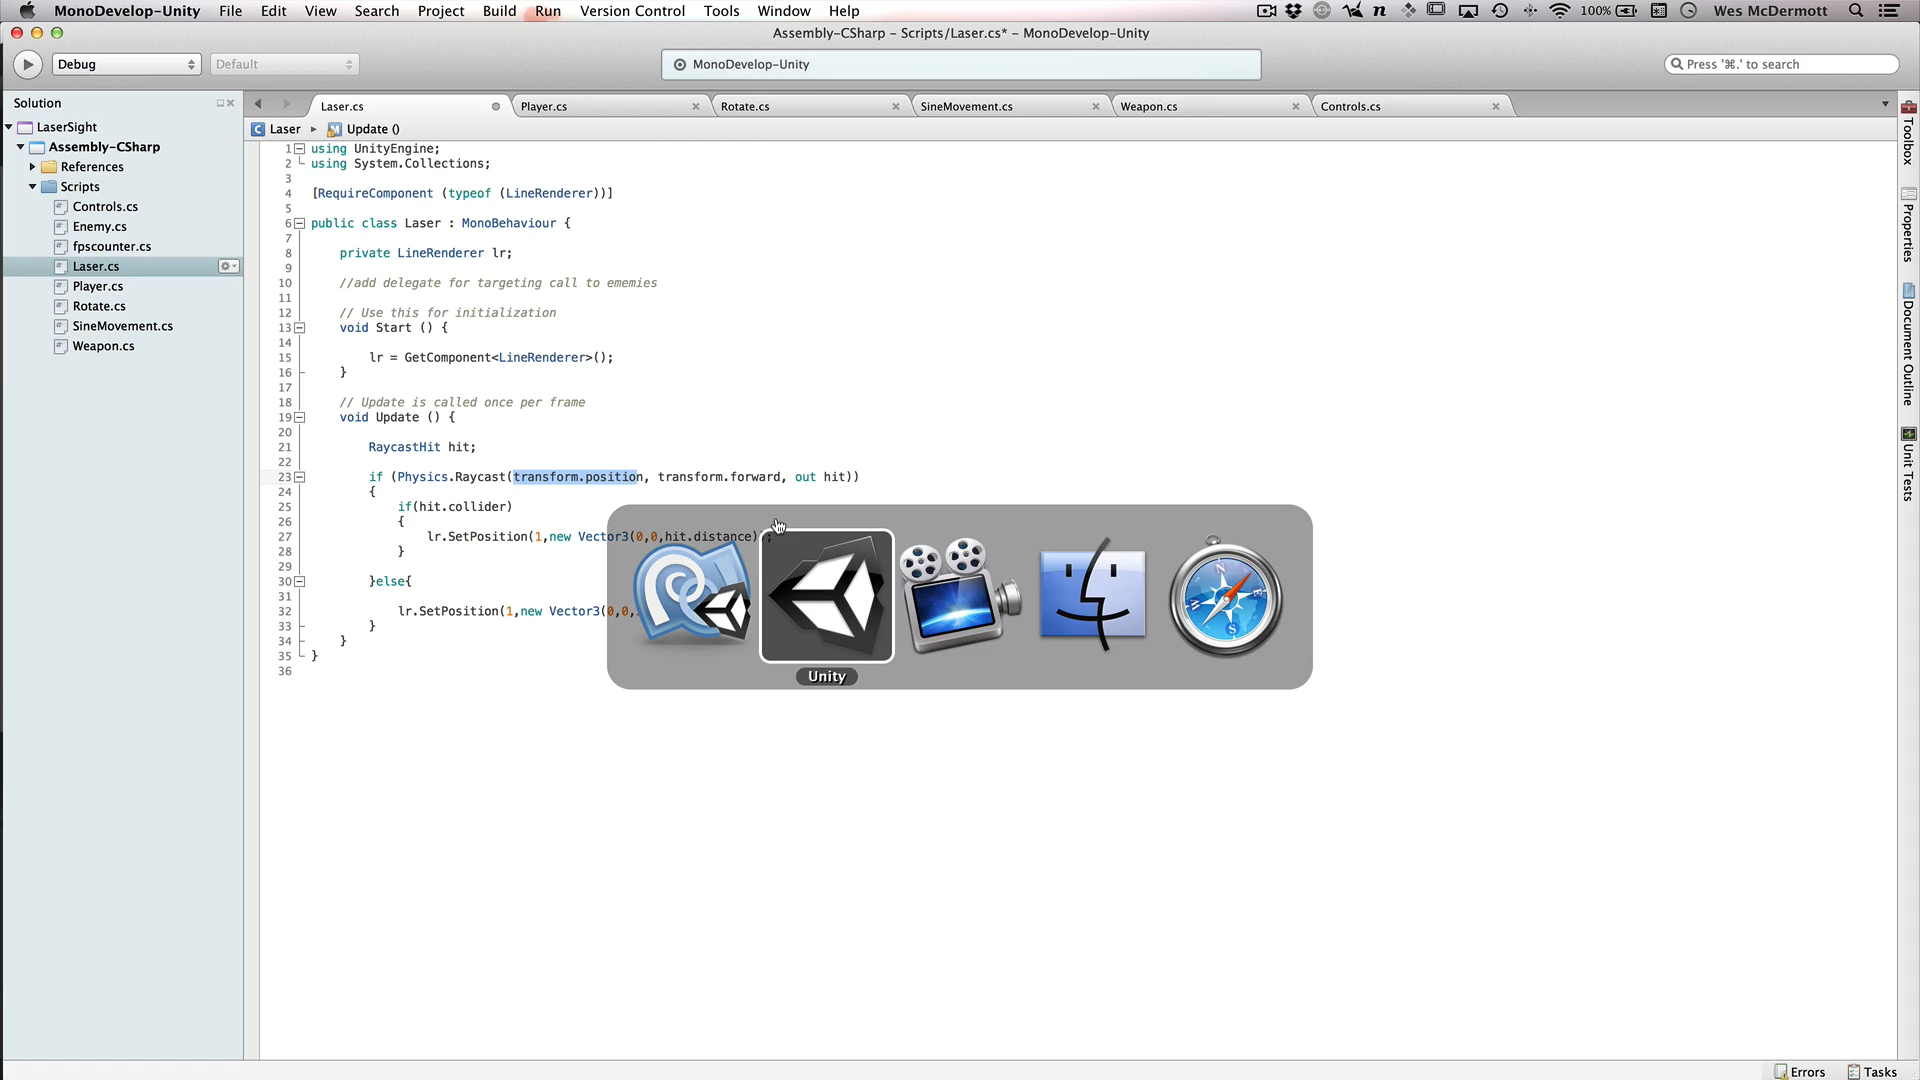 MonoDevelop-Unity File Edit View Search Project Build Run Version Control Tools Window Help 100% Wes McDermott
Assembly-CSharp – Scripts/Laser.cs* – MonoDevelop-Unity
Debug Default MonoDevelop-Unity Press '⌘.' to search
Solution
LaserSight
Assembly-CSharp
References
Scripts
Controls.cs
Enemy.cs
fpscounter.cs
Laser.cs
Player.cs
Rotate.cs
SineMovement.cs
Weapon.cs
Laser.cs Player.cs Rotate.cs SineMovement.cs Weapon.cs Controls.cs
Laser Update ()
1 using UnityEngine;
2 using System.Collections;
3
4 [RequireComponent (typeof (LineRenderer))]
5
6 public class Laser : MonoBehaviour {
7
8 private LineRenderer lr;
9
10 //add delegate for targeting call to ememies
11
12 // Use this for initialization
13 void Start () {
14
15 lr = GetComponent<LineRenderer>();
16 }
17
18 // Update is called once per frame
19 void Update () {
20
21 RaycastHit hit;
22
23 if (Physics.Raycast(transform.position, transform.forward, out hit))
24 {
25 if(hit.collider)
26 {
27 lr.SetPosition(1,new Vector3(0,0,hit.distance));
28 }
29
30 }else{
31
32 lr.SetPosition(1,new Vector3(0,0,
33 }
34 }
35 }
36
Unity
Toolbox
Properties
Document Outline
Unit Tests
Errors Tasks